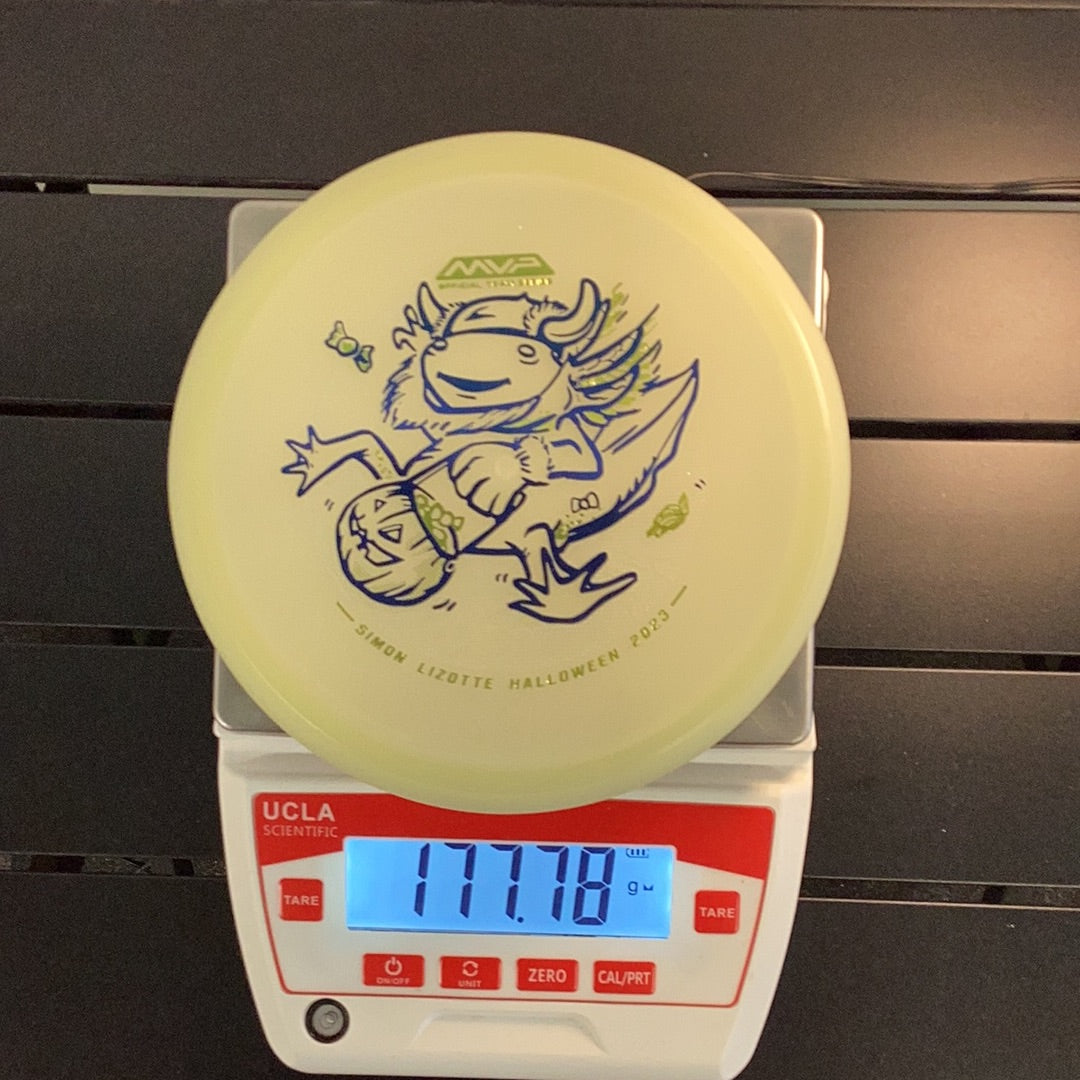 MVP
SIMON LIZOTTE HALLOWEEN 2023
UCLA
SCIENTIFIC
177.78
g
TARE
TARE
ON/OFF
UNIT
ZERO
CAL/PRT